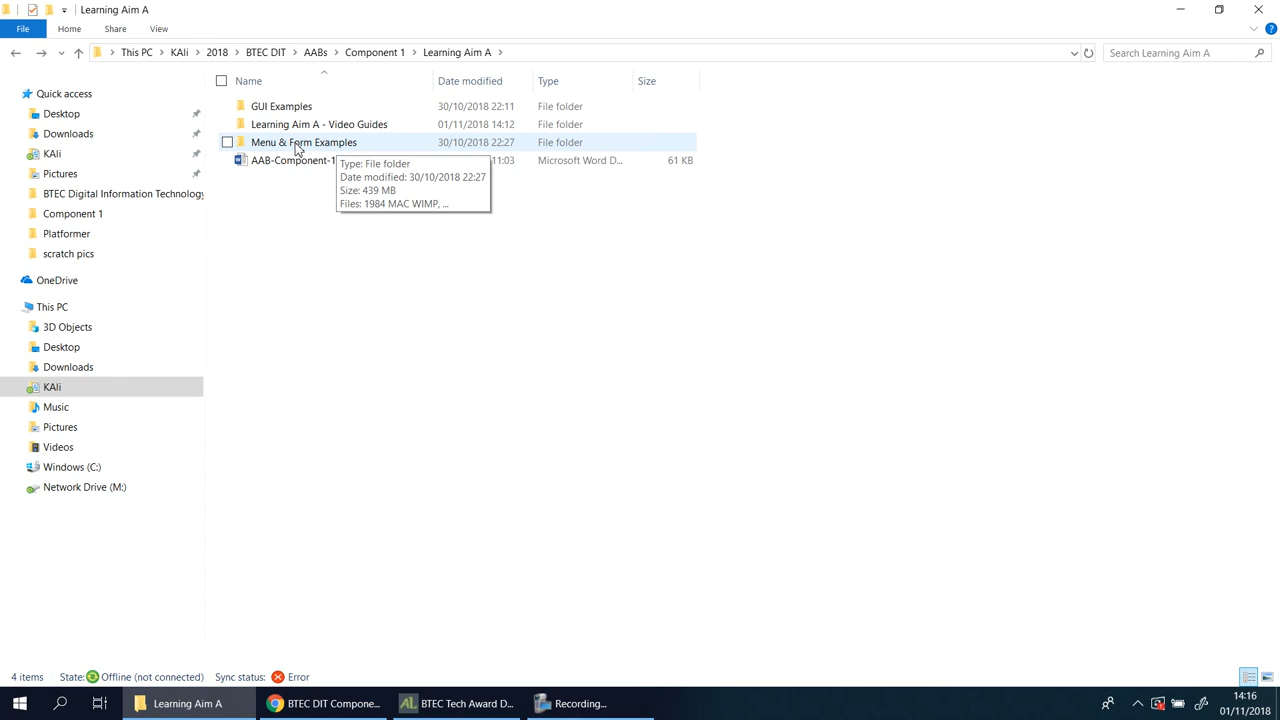 Learning Aim A
File Home Share View
This PC KAli 2018 BTEC DIT AABs Component 1 Learning Aim A
Search Learning Aim A
Name Date modified Type Size
Quick access
Desktop
Downloads
KAli
Pictures
BTEC Digital Information Technology
Component 1
Platformer
scratch pics
OneDrive
This PC
3D Objects
Desktop
Downloads
KAli
Music
Pictures
Videos
Windows (C:)
Network Drive (M:)
GUI Examples 30/10/2018 22:11 File folder
Learning Aim A - Video Guides 01/11/2018 14:12 File folder
Menu & Form Examples 30/10/2018 22:27 File folder
AAB-Component-1 11:03 Microsoft Word D... 61 KB
Type: File folder
Date modified: 30/10/2018 22:27
Size: 439 MB
Files: 1984 MAC WIMP, ...
4 items State: Offline (not connected) Sync status: Error
Learning Aim A BTEC DIT Compone... AL BTEC Tech Award D... Recording... 14:16
01/11/2018